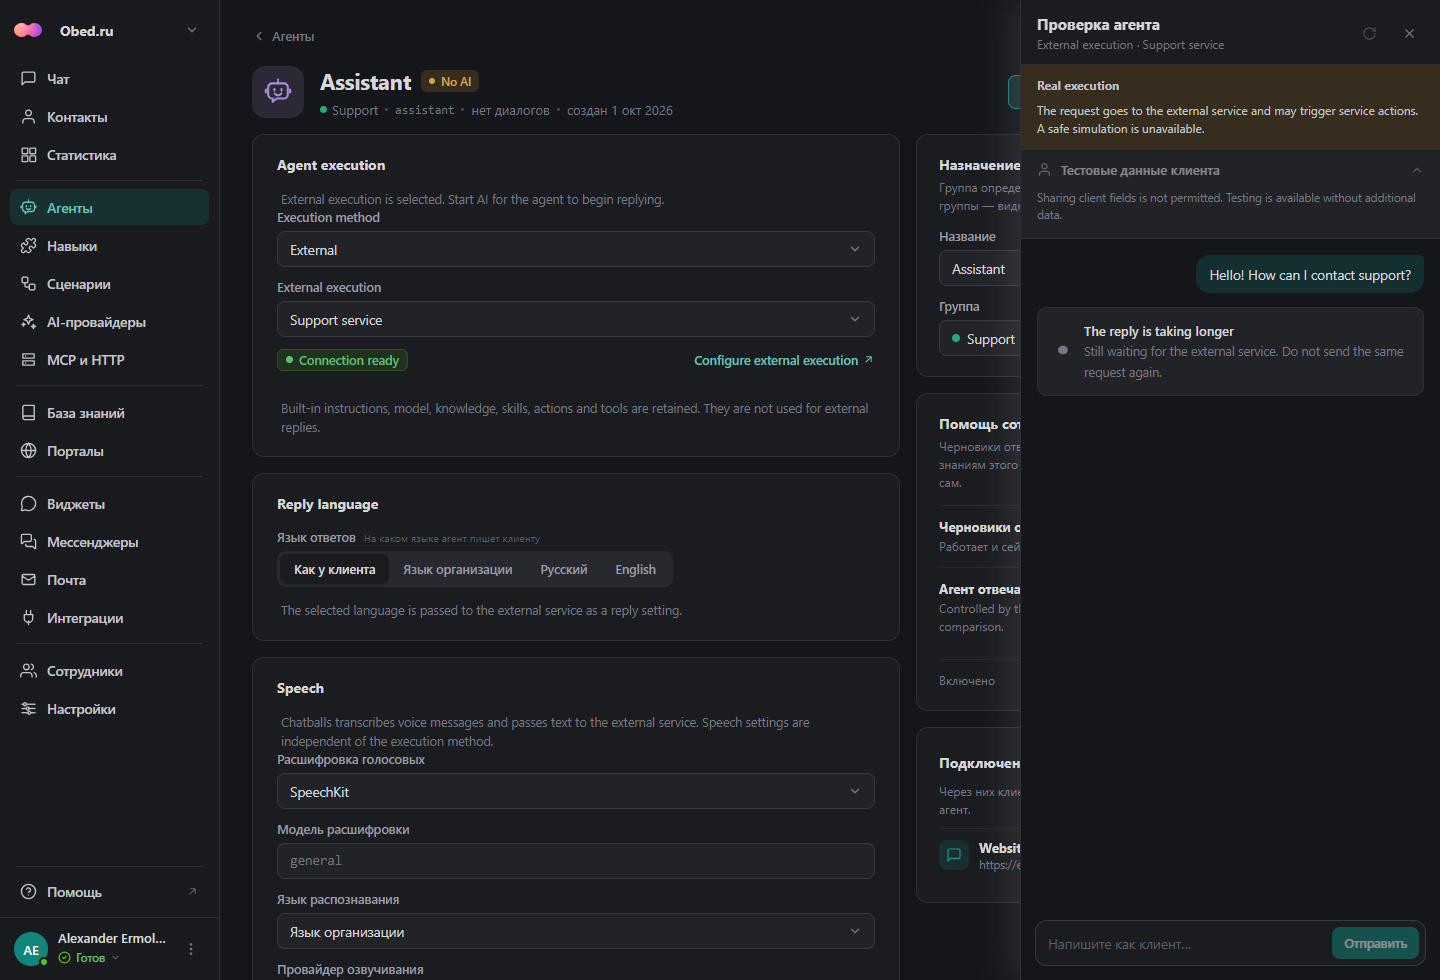 Obed.ru
Чат
Контакты
Статистика
Агенты
Навыки
Сценарии
AI-провайдеры
MCP и HTTP
База знаний
Порталы
Виджеты
Мессенджеры
Почта
Интеграции
Сотрудники
Настройки
Помощь
AE
Alexander Ermol...
Готов
Агенты
Assistant
No AI
Support • assistant • нет диалогов • создан 1 окт 2026
Agent execution
External execution is selected. Start AI for the agent to begin replying.
Execution method
External
External execution
Support service
Connection ready
Configure external execution
Built-in instructions, model, knowledge, skills, actions and tools are retained. They are not used for external
replies.
Reply language
Язык ответов На каком языке агент пишет клиенту
Как у клиента
Язык организации
Русский
English
The selected language is passed to the external service as a reply setting.
Speech
Chatballs transcribes voice messages and passes text to the external service. Speech settings are
independent of the execution method.
Расшифровка голосовых
SpeechKit
Модель расшифровки
general
Язык распознавания
Язык организации
Провайдер озвучивания
Назначение
Группа опреде
группы — вид
Название
Assistant
Группа
Support
Помощь со
Черновики отв
знаниям этого
сам.
Черновики о
Работает и сей
Агент отвеча
Controlled by t
comparison.
Включено
Подключен
Через них кли
агент.
Websit
https://e
Проверка агента
External execution · Support service
Real execution
The request goes to the external service and may trigger service actions.
A safe simulation is unavailable.
Тестовые данные клиента
Sharing client fields is not permitted. Testing is available without additional
data.
Hello! How can I contact support?
The reply is taking longer
Still waiting for the external service. Do not send the same
request again.
Напишите как клиент...
Отправить